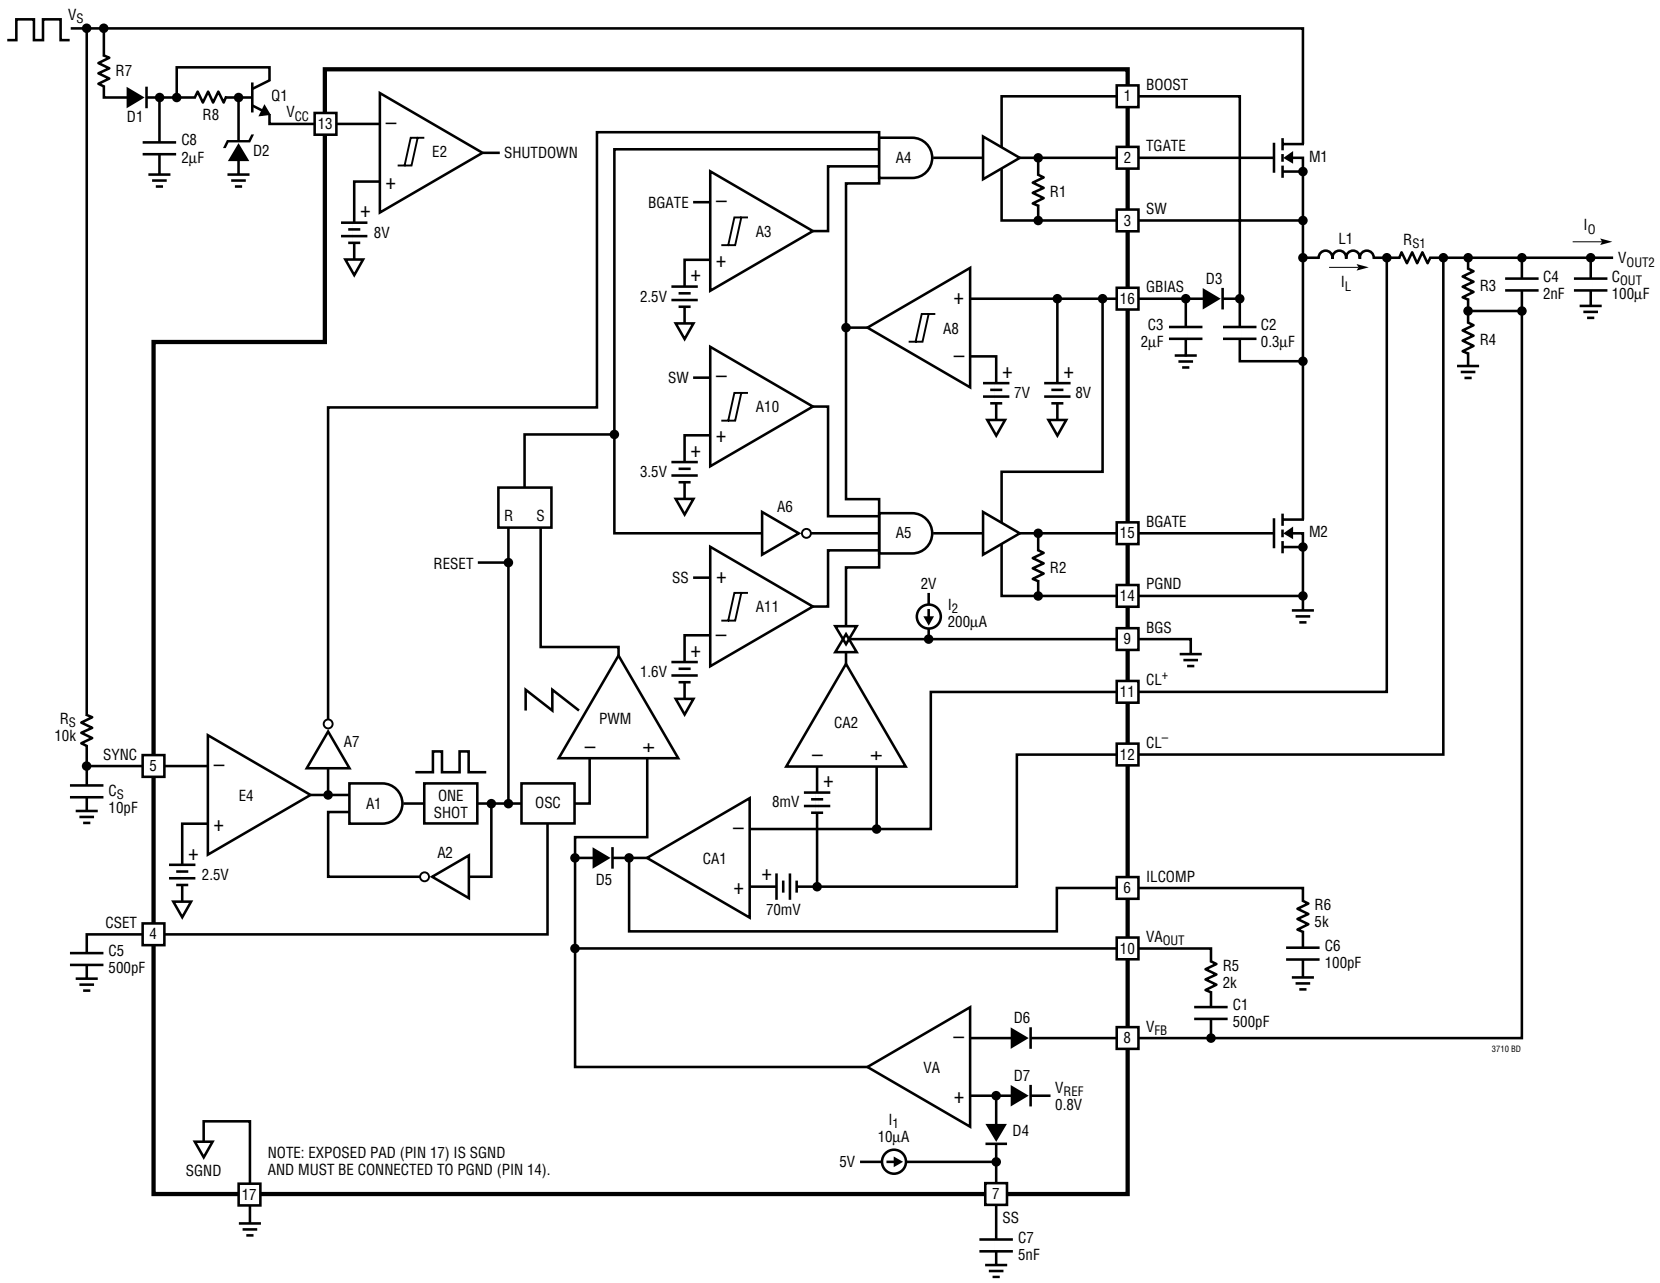 VS
R7
D1
R8
Q1
VCC
13
C8
2µF
D2
E2
SHUTDOWN
8V
BGATE
A3
2.5V
SW
A10
3.5V
A6
SS
A11
1.6V
A4
A8
7V
8V
A5
R1
R2
1
BOOST
2
TGATE
3
SW
16
GBIAS
D3
C3
2µF
C2
0.3µF
M1
L1
IL
RS1
IO
VOUT2
R3
R4
C4
2nF
COUT
100µF
15
BGATE
M2
14
PGND
2V
I2
200µA
9
BGS
11
CL+
12
CL–
R S
RESET
PWM
CA2
8mV
CA1
70mV
D5
RS
10k
SYNC
5
CS
10pF
E4
2.5V
A7
A1
ONE
SHOT
OSC
A2
CSET
4
C5
500pF
6
ILCOMP
R6
5k
C6
100pF
10
VAOUT
R5
2k
C1
500pF
8
VFB
D6
VA
D7
VREF
0.8V
D4
I1
10µA
5V
7
SS
C7
5nF
SGND
17
NOTE: EXPOSED PAD (PIN 17) IS SGND
AND MUST BE CONNECTED TO PGND (PIN 14).
3710 BD